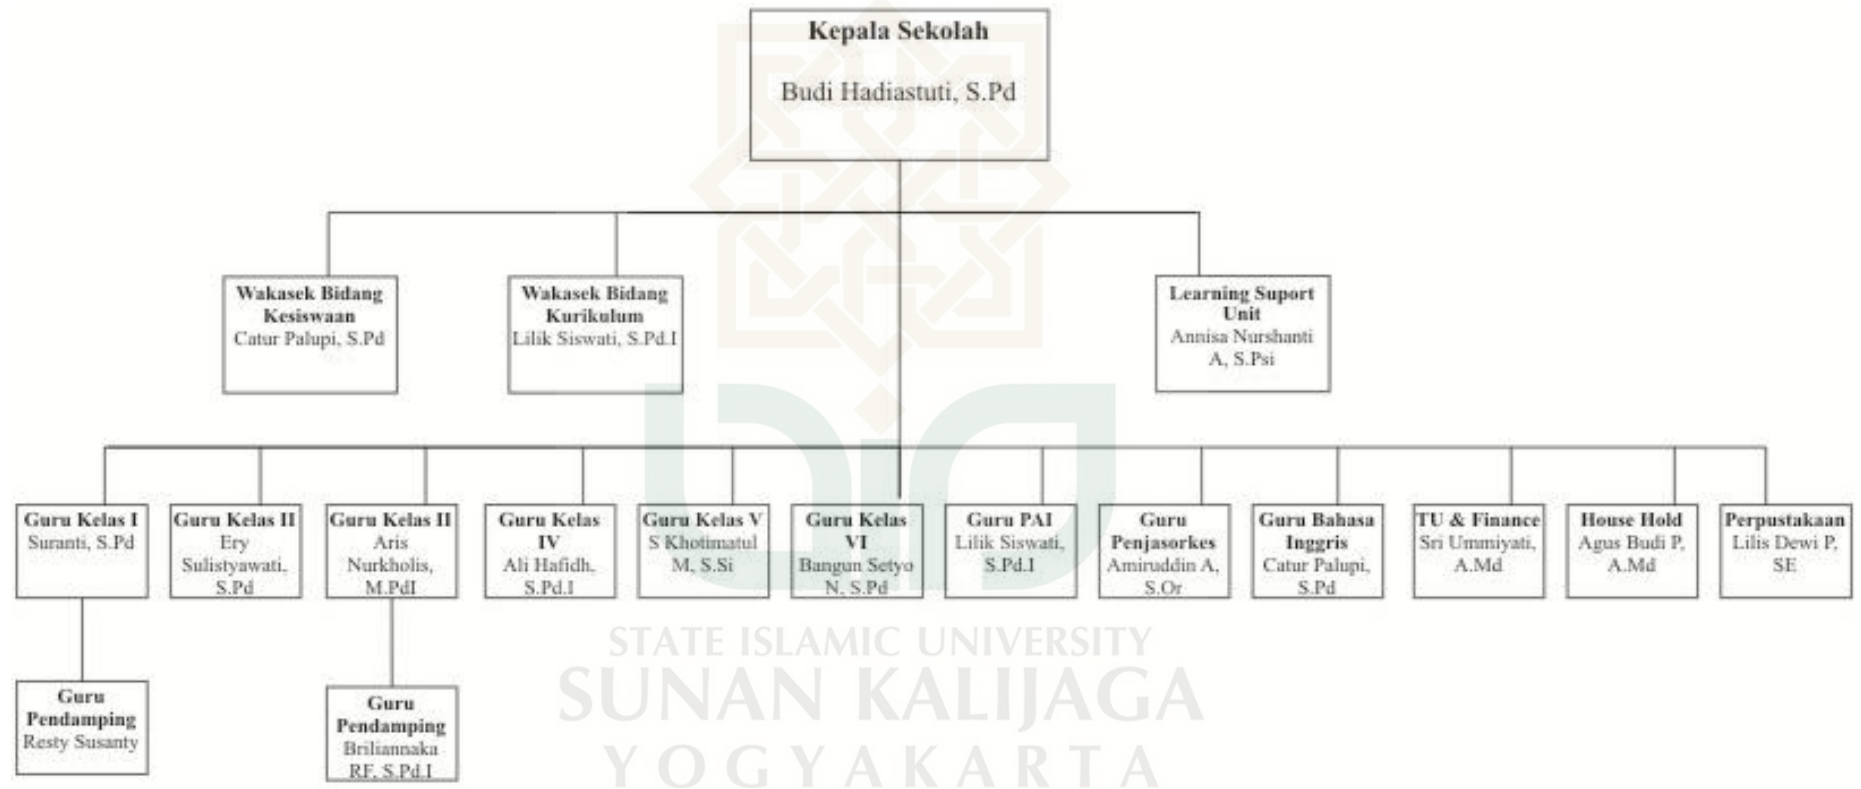 Kepala Sekolah
Budi Hadiastuti, S.Pd
Wakasek Bidang
Kesiswaan
Catur Palupi, S.Pd
Wakasek Bidang
Kurikulum
Lilik Siswati, S.Pd.I
Learning Suport
Unit
Annisa Nurshanti
A, S.Psi
Guru Kelas I
Suranti, S.Pd
Guru Kelas II
Ery
Sulistyawati,
S.Pd
Guru Kelas II
Aris
Nurkholis,
M.PdI
Guru Kelas
IV
Ali Hafidh,
S.Pd.I
Guru Kelas V
S Khotimatul
M, S.Si
Guru Kelas
VI
Bangun Setyo
N, S.Pd
Guru PAI
Lilik Siswati,
S.Pd.I
Guru
Penjasorkes
Amiruddin A,
S.Or
Guru Bahasa
Inggris
Catur Palupi,
S.Pd
TU & Finance
Sri Ummiyati,
A.Md
House Hold
Agus Budi P,
A.Md
Perpustakaan
Lilis Dewi P,
SE
Guru
Pendamping
Resty Susanty
Guru
Pendamping
Briliannaka
RF, S.Pd.I
STATE ISLAMIC UNIVERSITY
SUNAN KALIJAGA
YOGYAKARTA